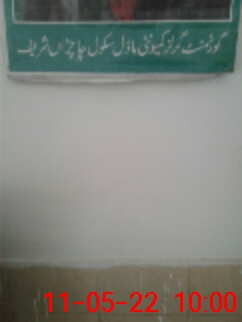 گورنمنٹ گرلز کمیونٹی ماڈل سکول چاچڑاں شریف
11-05-22 10:00